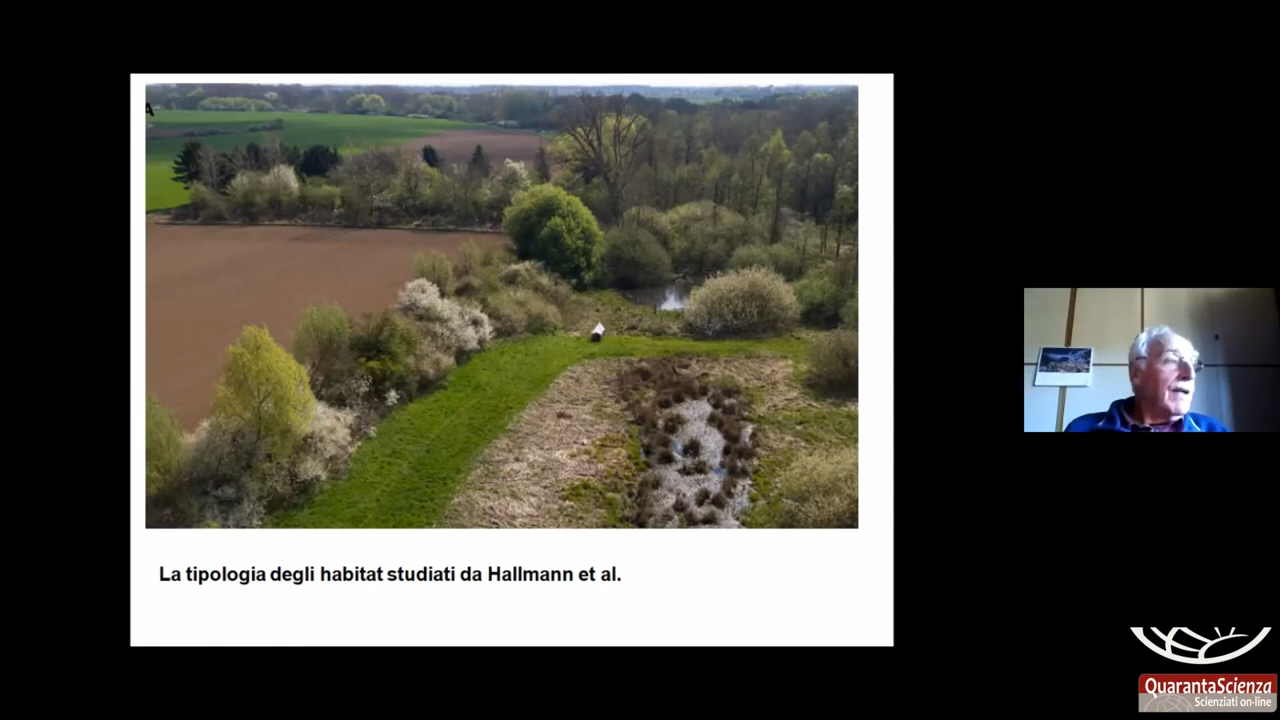 A
La tipologia degli habitat studiati da Hallmann et al.
QuarantaScienza
Scienziati on-line